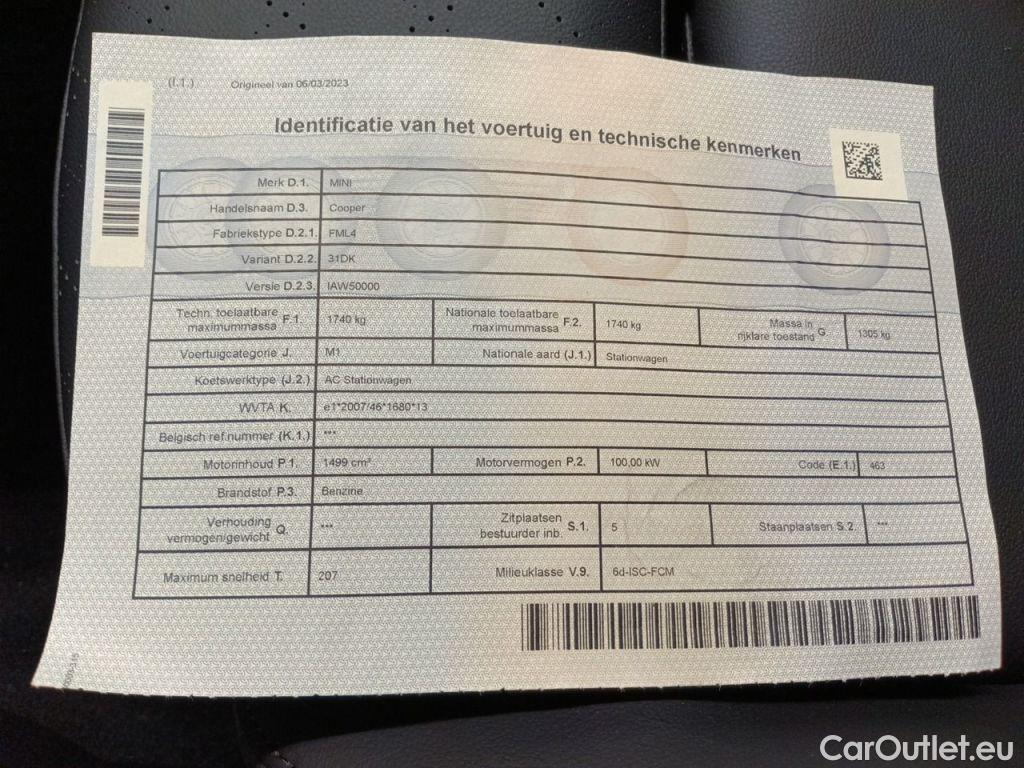 (I.1.) Origineel van 06/03/2023
Identificatie van het voertuig en technische kenmerken
Merk D.1. MINI
Handelsnaam D.3. Cooper
Fabriekstype D.2.1. FML4
Variant D.2.2. 31DK
Versie D.2.3. IAW50000
Techn. toelaatbare maximummassa F.1. 1740 kg Nationale toelaatbare maximummassa F.2. 1740 kg Massa in rijklare toestand G 1305 kg
Voertuigcategorie J. M1 Nationale aard (J.1.) Stationwagen
Koetswerktype (J.2.) AC Stationwagen
WVTA K. e1*2007/46*1680*13
Belgisch ref.nummer (K.1.) ***
Motorinhoud P.1. 1499 cm³ Motorvermogen P.2. 100,00 kW Code (E.1.) 463
Brandstof P.3. Benzine
Verhouding vermogen/gewicht Q. *** Zitplaatsen bestuurder inb. S.1. 5 Staanplaatsen S.2. ***
Maximum snelheid T. 207 Milieuklasse V.9. 6d-ISC-FCM
CarOutlet.eu